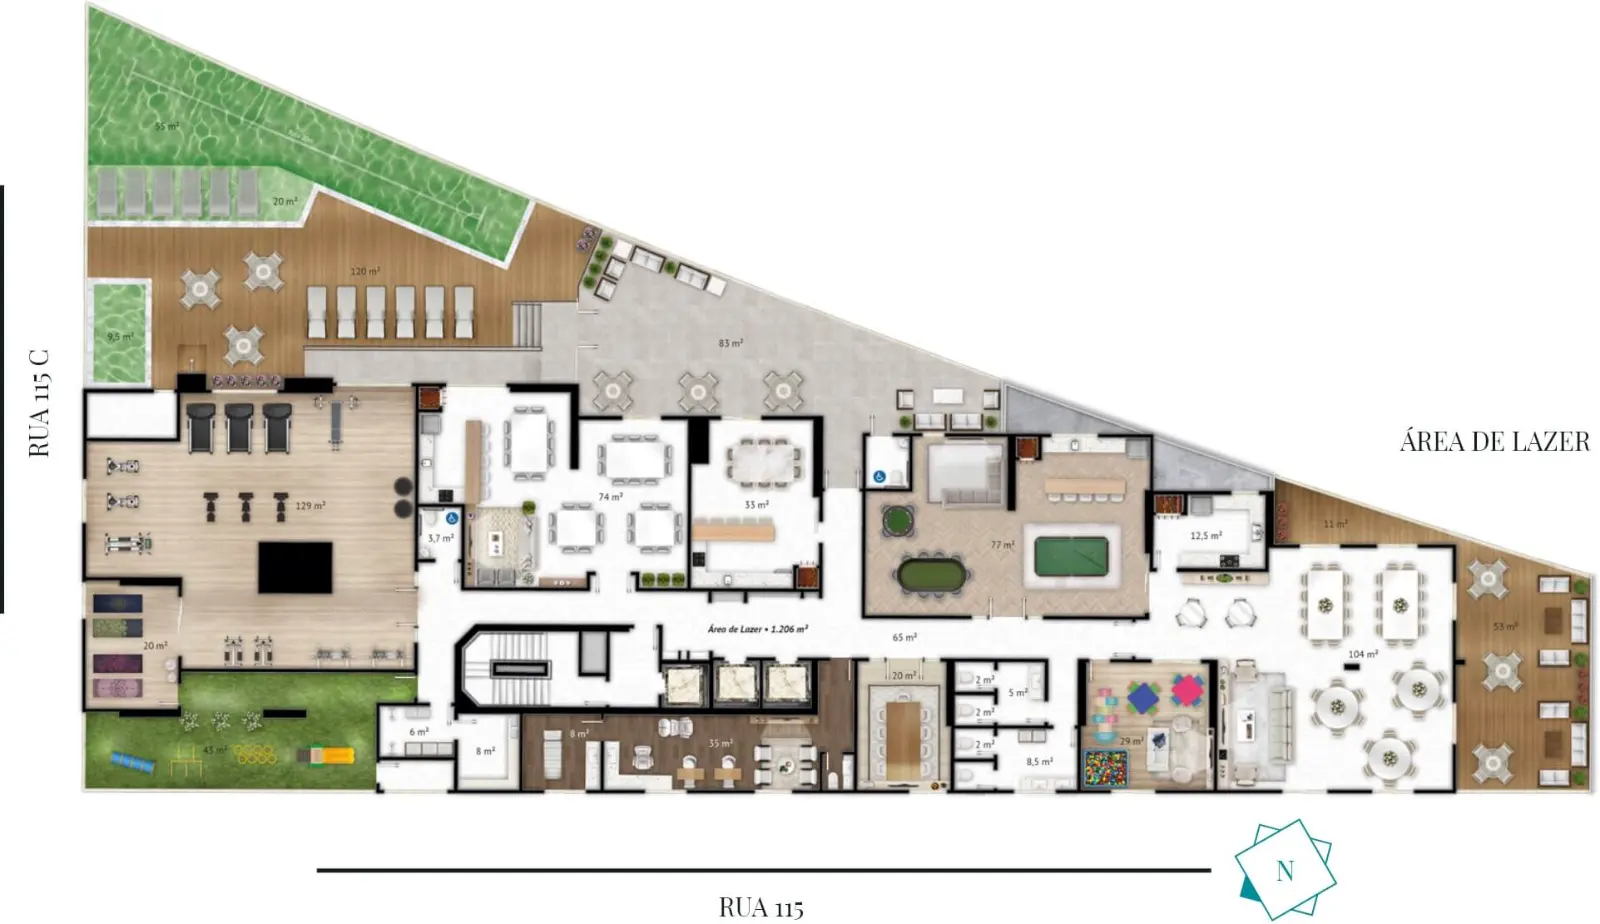 55 m²
20 m²
120 m²
9,5 m²
83 m²
RUA 115 C
ÁREA DE LAZER
129 m²
74 m²
33 m²
3,7 m²
77 m²
12,5 m²
11 m²
20 m²
Área de Lazer • 1.206 m²
65 m²
53 m²
104 m²
20 m²
2 m²
5 m²
2 m²
43 m²
6 m²
8 m²
8 m²
35 m²
2 m²
8,5 m²
29 m²
N
RUA 115